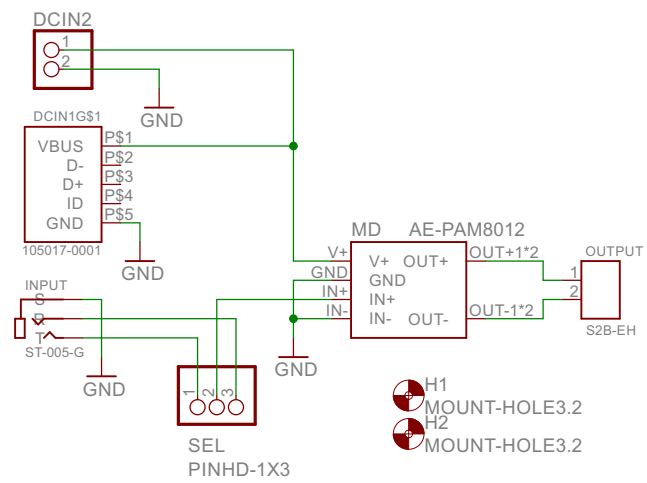 DCIN2
1
2
GND
DCIN1G$1
VBUS P$1
D- P$2
D+ P$3
ID P$4
GND P$5
105017-0001
GND
MD AE-PAM8012
V+ V+ OUT+ OUT+1*2
GND GND
IN+ IN+
IN- IN- OUT- OUT-1*2
OUTPUT
1
2
S2B-EH
INPUT
S
R
T
ST-005-G
GND
GND
1 2 3
SEL
PINHD-1X3
H1
MOUNT-HOLE3.2
H2
MOUNT-HOLE3.2